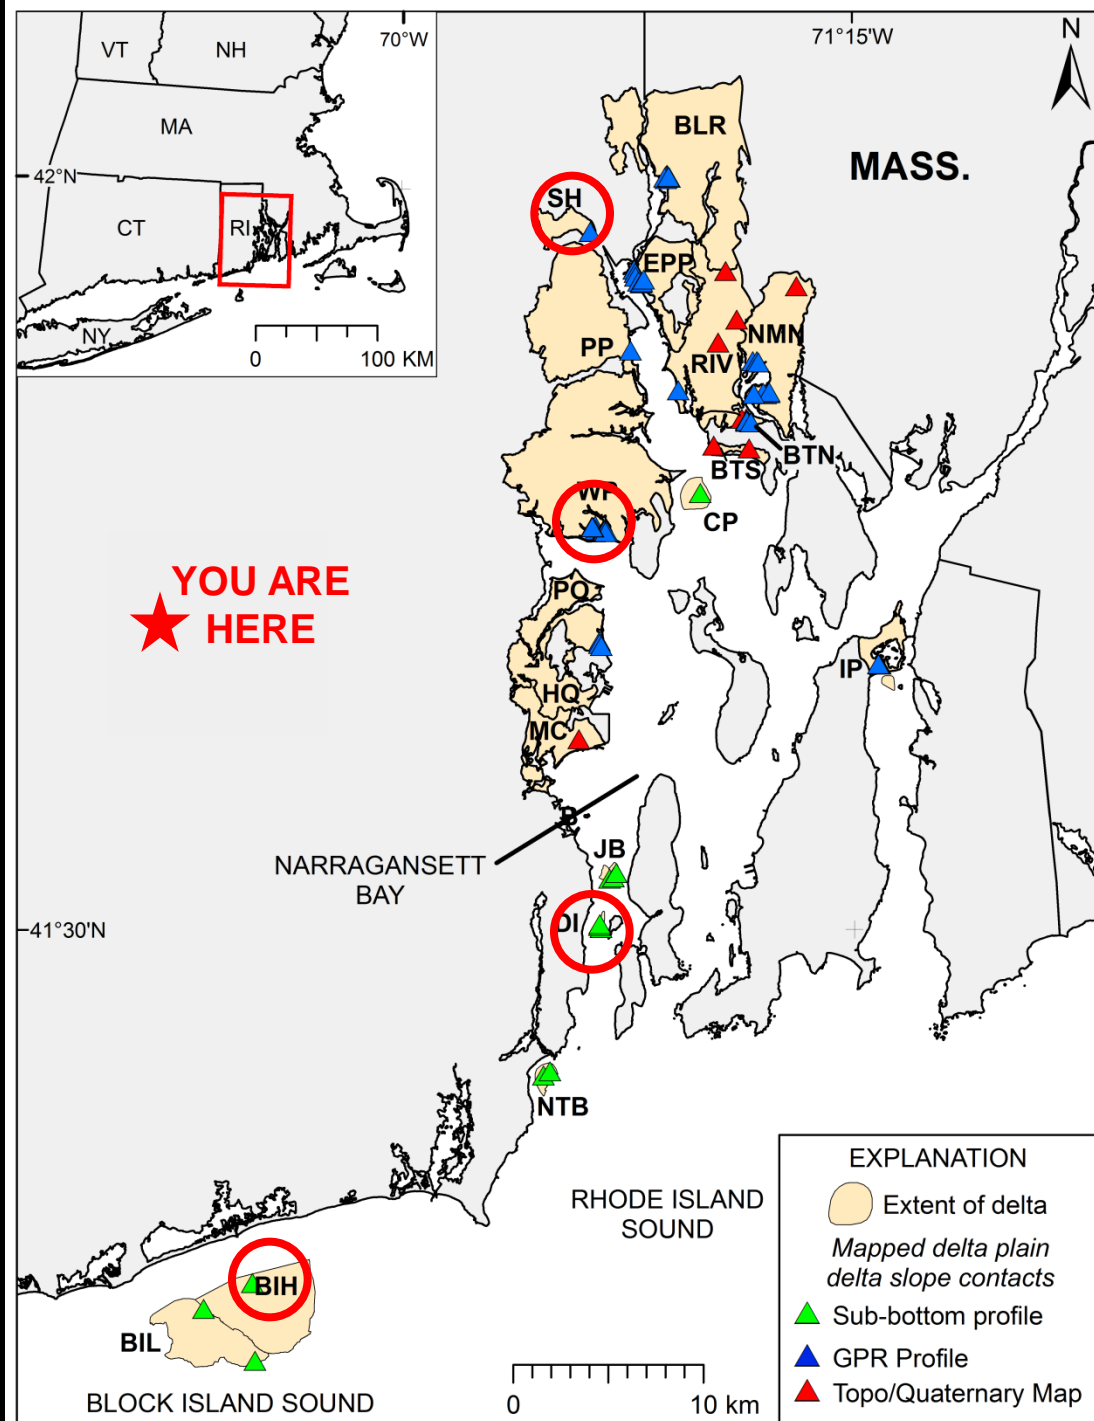 70°W
VT
NH
MA
42°N
CT
RI
NY
0
100 KM
71°15'W
N
BLR
MASS.
SH
EPP
NMN
PP
RIV
BTN
BTS
WP
CP
YOU ARE
HERE
PQ
IP
HQ
MC
B
NARRAGANSETT
BAY
JB
41°30'N
DI
NTB
RHODE ISLAND
SOUND
BIH
BIL
BLOCK ISLAND SOUND
0
10 km
EXPLANATION
Extent of delta
Mapped delta plain
delta slope contacts
Sub-bottom profile
GPR Profile
Topo/Quaternary Map